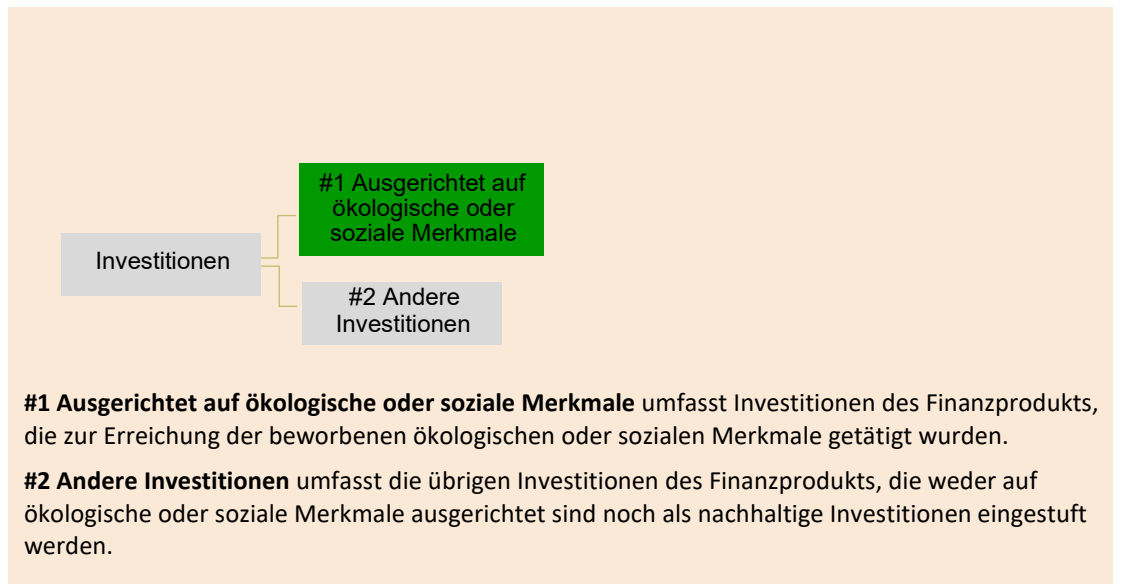 #1 Ausgerichtet auf
ökologische oder
soziale Merkmale
Investitionen
#2 Andere
Investitionen
#1 Ausgerichtet auf ökologische oder soziale Merkmale umfasst Investitionen des Finanzprodukts,
die zur Erreichung der beworbenen ökologischen oder sozialen Merkmale getätigt wurden.
#2 Andere Investitionen umfasst die übrigen Investitionen des Finanzprodukts, die weder auf
ökologische oder soziale Merkmale ausgerichtet sind noch als nachhaltige Investitionen eingestuft
werden.